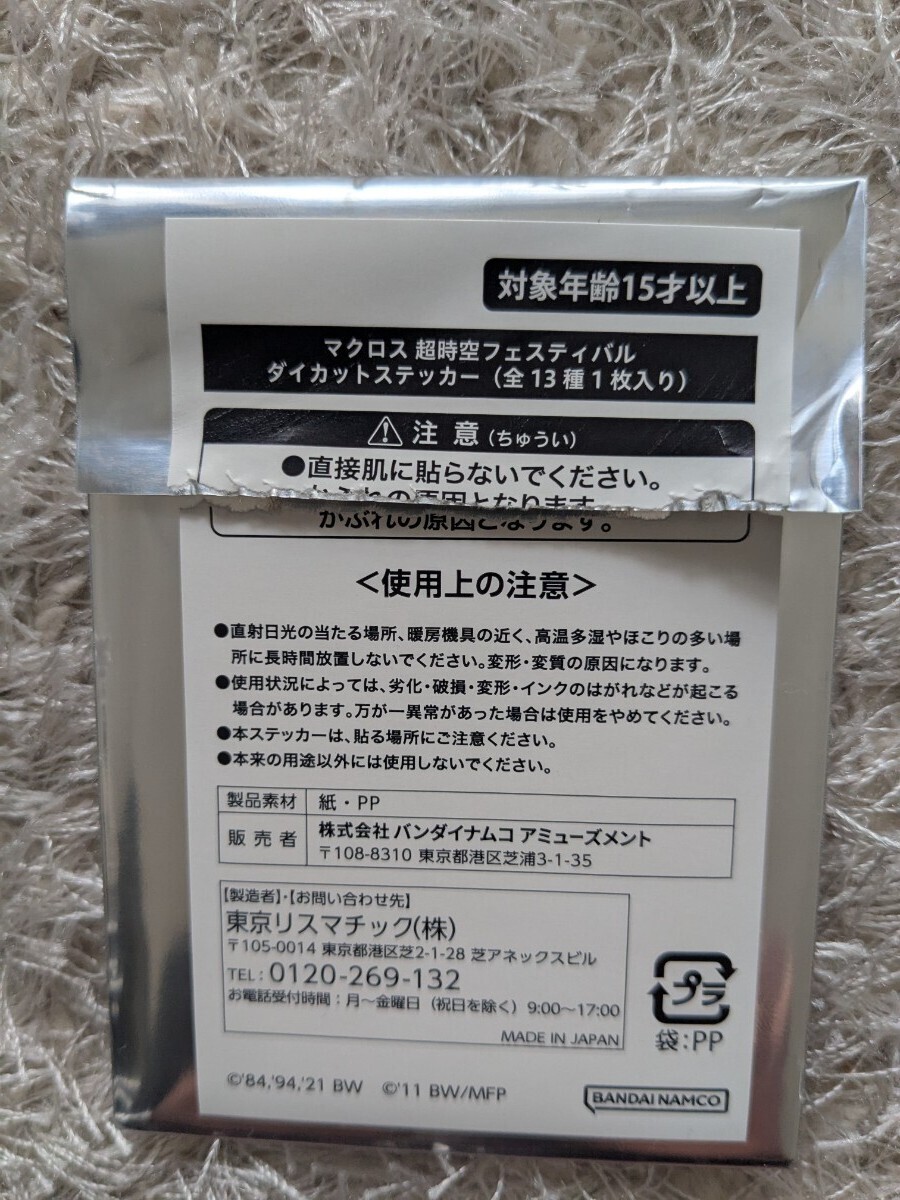 対象年齢15才以上
マクロス 超時空フェスティバル
ダイカットステッカー(全13種1枚入り)
注意(ちゅうい)
●直接肌に貼らないでください。
かぶれの原因となります。
かぶれの原因となります。
<使用上の注意>
●直射日光の当たる場所、暖房機具の近く、高温多湿やほこりの多い場
所に長時間放置しないでください。変形・変質の原因になります。
●使用状況によっては、劣化・破損・変形・インクのはがれなどが起こる
場合があります。万が一異常があった場合は使用をやめてください。
●本ステッカーは、貼る場所にご注意ください。
●本来の用途以外には使用しないでください。
製品素材 紙・PP
販売者 株式会社 バンダイナムコ アミューズメント
〒108-8310 東京都港区芝浦3-1-35
【製造者】・【お問い合わせ先】
東京リスマチック(株)
〒105-0014 東京都港区芝2-1-28 芝アネックスビル
TEL:0120-269-132
お電話受付時間:月〜金曜日(祝日を除く)9:00〜17:00
MADE IN JAPAN
プラ
袋:PP
©'84,'94,'21 BW ©'11 BW/MFP
BANDAI NAMCO